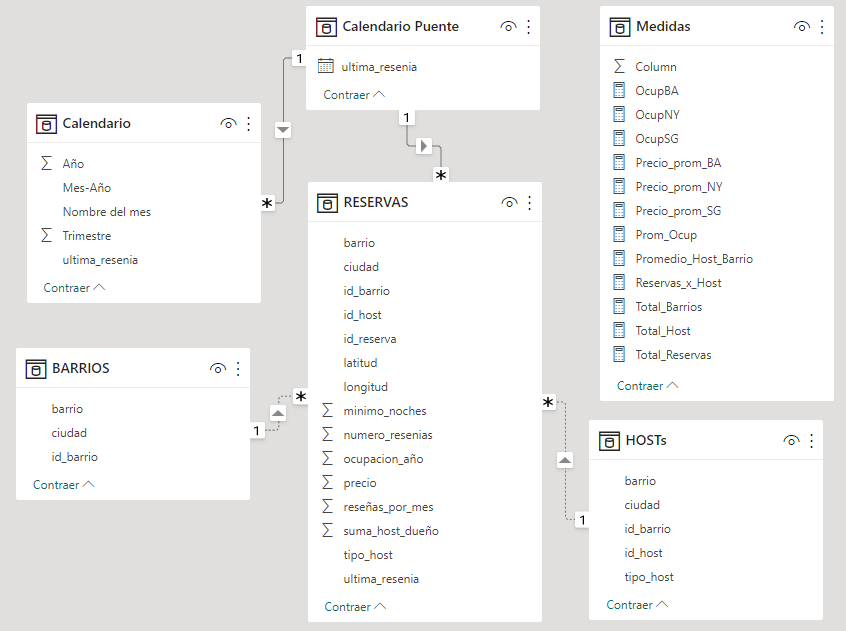 Calendario Puente
ultima_resenia
Contraer
1
1
*
Calendario
Año
Mes-Año
Nombre del mes
Trimestre
ultima_resenia
Contraer
*
RESERVAS
barrio
ciudad
id_barrio
id_host
id_reserva
latitud
longitud
minimo_noches
numero_resenias
ocupacion_año
precio
reseñas_por_mes
suma_host_dueño
tipo_host
ultima_resenia
Contraer
Medidas
Column
OcupBA
OcupNY
OcupSG
Precio_prom_BA
Precio_prom_NY
Precio_prom_SG
Prom_Ocup
Promedio_Host_Barrio
Reservas_x_Host
Total_Barrios
Total_Host
Total_Reservas
Contraer
BARRIOS
barrio
ciudad
id_barrio
Contraer
1
*
*
1
HOSTs
barrio
ciudad
id_barrio
id_host
tipo_host
Contraer